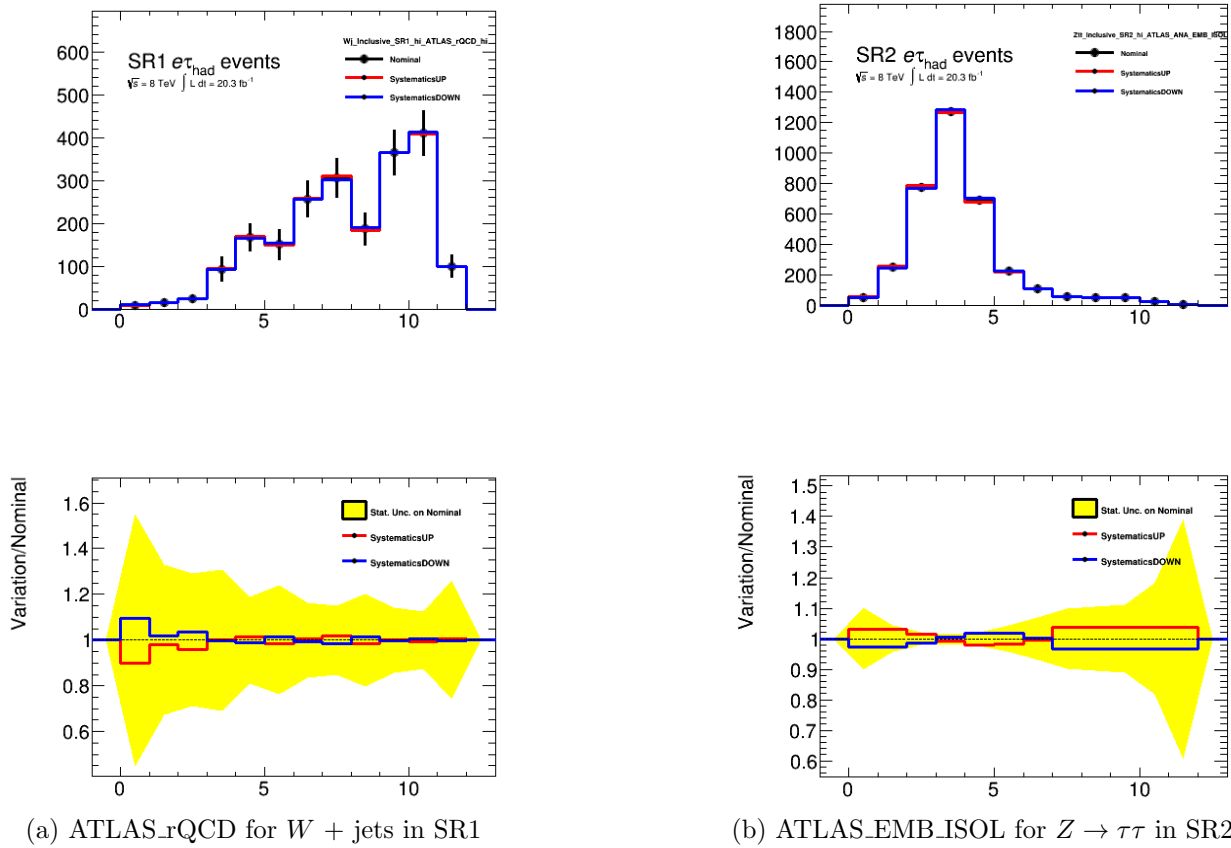 600
500
400
300
200
100
0
SR1 eτhad events
√s = 8 TeV ∫ L dt = 20.3 fb-1
Wj_Inclusive_SR1_hi_ATLAS_rQCD_hi
Nominal
SystematicsUP
SystematicsDOWN
0 5 10
1800
1600
1400
1200
1000
800
600
400
200
0
SR2 eτhad events
√s = 8 TeV ∫ L dt = 20.3 fb-1
Ztt_Inclusive_SR2_hi_ATLAS_ANA_EMB_ISOL
Nominal
SystematicsUP
SystematicsDOWN
0 5 10
Variation/Nominal
1.6
1.4
1.2
1
0.8
0.6
Stat. Unc. on Nominal
SystematicsUP
SystematicsDOWN
0 5 10
Variation/Nominal
1.5
1.4
1.3
1.2
1.1
1
0.9
0.8
0.7
0.6
Stat. Unc. on Nominal
SystematicsUP
SystematicsDOWN
0 5 10
(a) ATLAS_rQCD for W + jets in SR1
(b) ATLAS_EMB_ISOL for Z → ττ in SR2